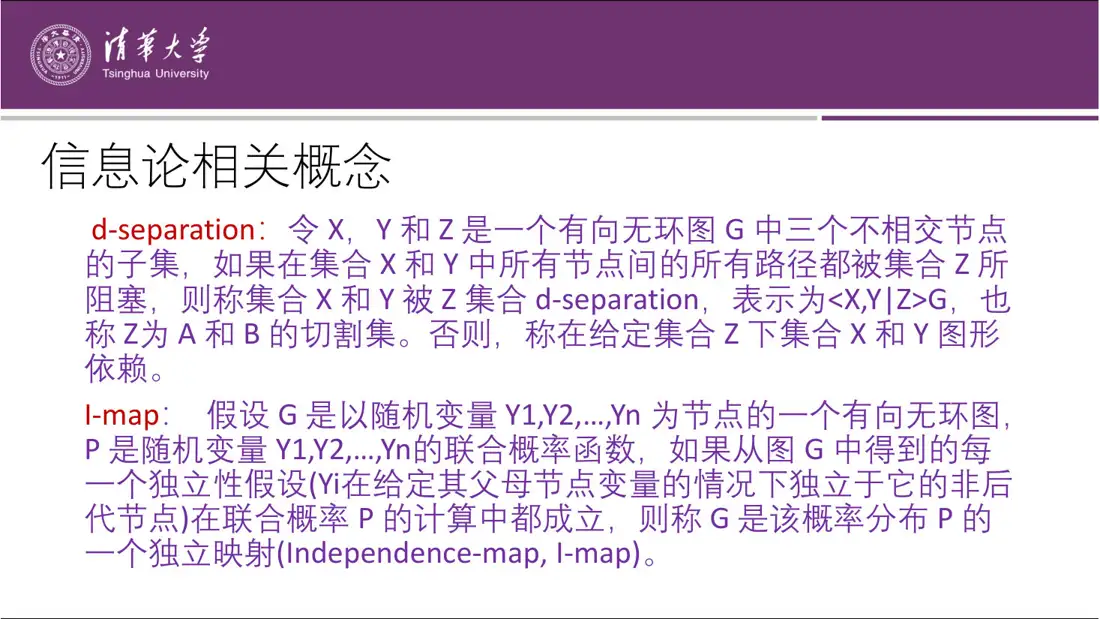 清华大学
Tsinghua University
信息论相关概念
d-separation：令 X，Y 和 Z 是一个有向无环图 G 中三个不相交节点
的子集，如果在集合 X 和 Y 中所有节点间的所有路径都被集合 Z 所
阻塞，则称集合 X 和 Y 被 Z 集合 d-separation，表示为<X,Y|Z>G，也
称 Z为 A 和 B 的切割集。否则，称在给定集合 Z 下集合 X 和 Y 图形
依赖。
I-map： 假设 G 是以随机变量 Y1,Y2,...,Yn 为节点的一个有向无环图，
P 是随机变量 Y1,Y2,...,Yn的联合概率函数，如果从图 G 中得到的每
一个独立性假设(Yi在给定其父母节点变量的情况下独立于它的非后
代节点)在联合概率 P 的计算中都成立，则称 G 是该概率分布 P 的
一个独立映射(Independence-map, I-map)。